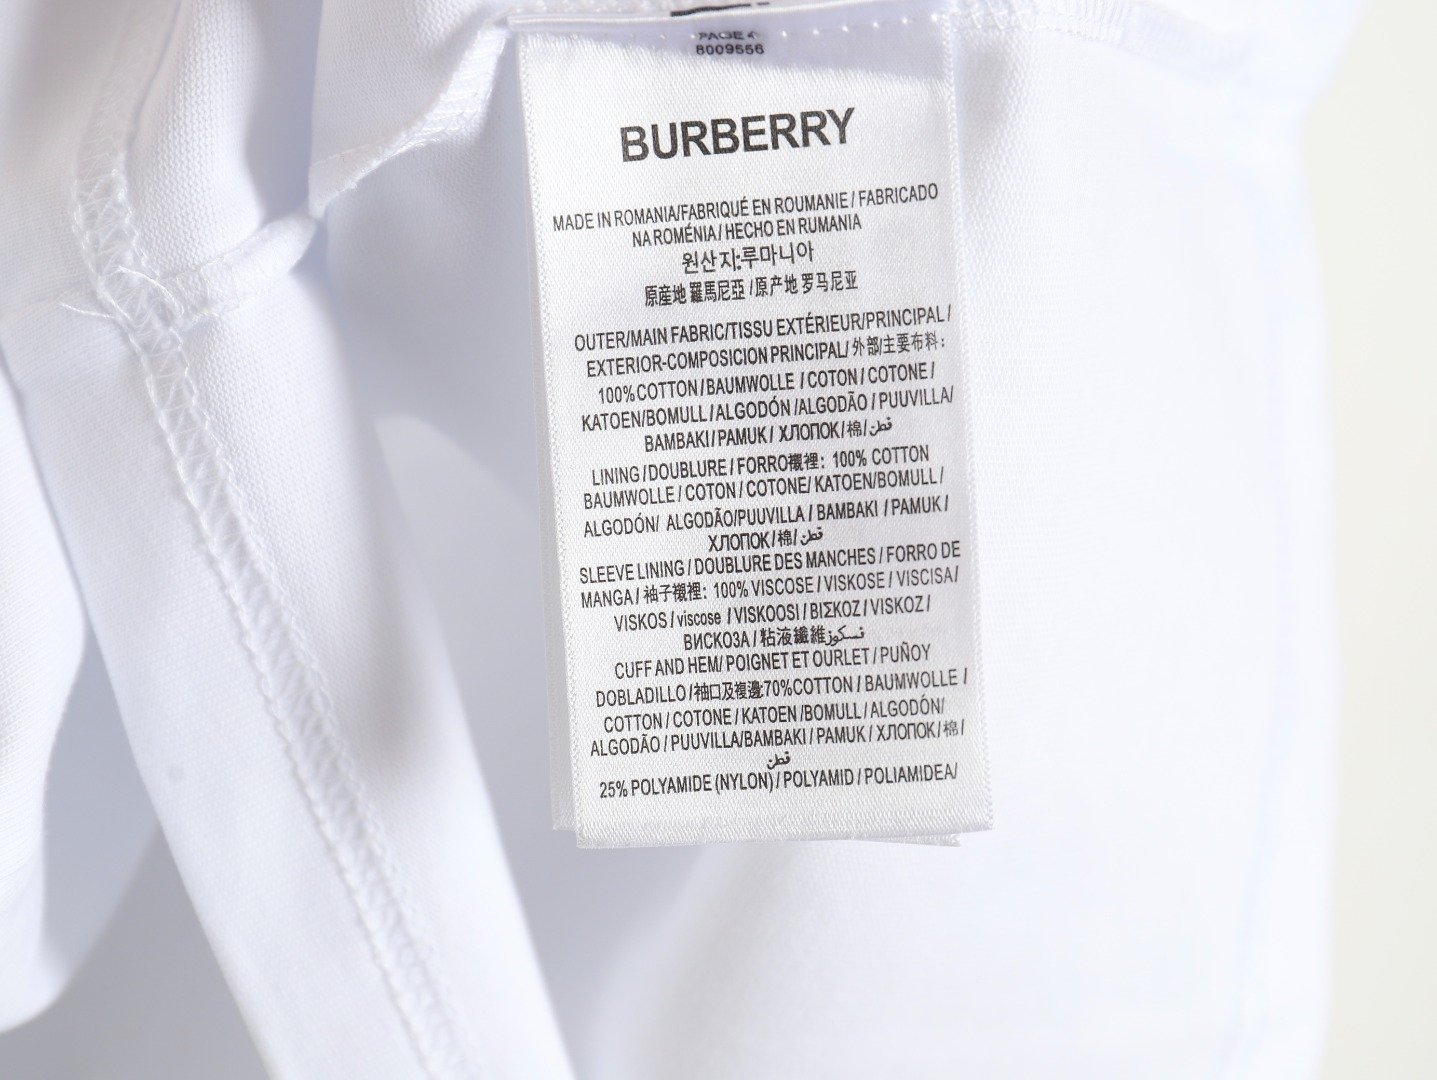 PAGE
8009556
BURBERRY
MADE IN ROMANIA/FABRIQUÉ EN ROUMANIE / FABRICADO
NA ROMÉNIA / HECHO EN RUMANIA
원산지:루마니아
原産地 羅馬尼亞 /原产地 罗马尼亚
OUTER/MAIN FABRIC/TISSU EXTÉRIEUR/PRINCIPAL /
EXTERIOR-COMPOSICION PRINCIPAL/ 外部/主要布料：
100% COTTON / BAUMWOLLE / COTON / COTONE /
KATOEN/BOMULL / ALGODÓN /ALGODÃO / PUUVILLA/
BAMBAKI / PAMUK / ХЛОПОК / 棉 / قطن
LINING / DOUBLURE / FORRO襯裡: 100% COTTON
BAUMWOLLE / COTON / COTONE/ KATOEN/BOMULL /
ALGODÓN/ ALGODÃO/PUUVILLA / BAMBAKI / PAMUK /
ХЛОПОК / 棉 / قطن
SLEEVE LINING / DOUBLURE DES MANCHES / FORRO DE
MANGA / 袖子襯裡: 100% VISCOSE / VISKOSE / VISCISA/
VISKOS / viscose / VISKOOSI / ΒΙΣΚΟΖ / VISKOZ /
ВИСКОЗА / 粘液纖維 فسكوز
CUFF AND HEM/ POIGNET ET OURLET / PUÑOY
DOBLADILLO / 袖口及複邊:70%COTTON / BAUMWOLLE /
COTTON / COTONE / KATOEN /BOMULL / ALGODÓN/
ALGODÃO / PUUVILLA/BAMBAKI / PAMUK / ХЛОПОК / 棉 /
قطن
25% POLYAMIDE (NYLON) / POLYAMID / POLIAMIDEA/